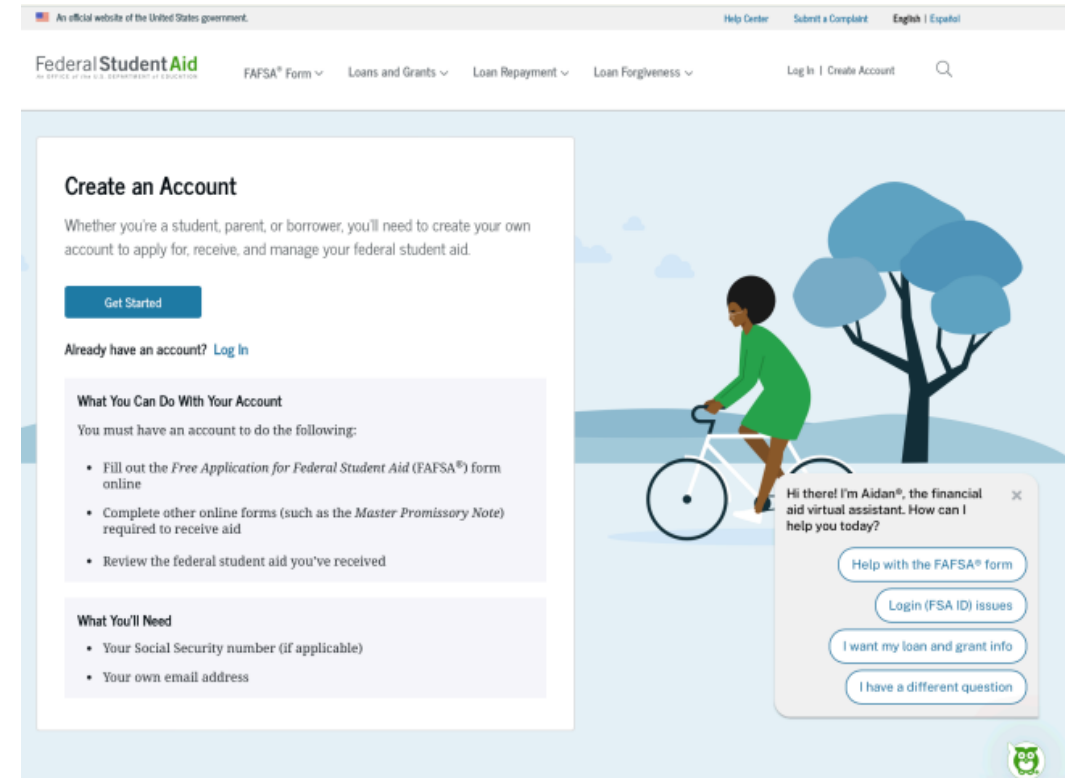 An official website of the United States government.
Help Center Submit a Complaint English | Español
Federal Student Aid
An OFFICE of the U.S. DEPARTMENT of EDUCATION
FAFSA® Form Loans and Grants Loan Repayment Loan Forgiveness
Log In | Create Account
Create an Account
Whether you're a student, parent, or borrower, you'll need to create your own
account to apply for, receive, and manage your federal student aid.
Get Started
Already have an account? Log In
What You Can Do With Your Account
You must have an account to do the following:
• Fill out the Free Application for Federal Student Aid (FAFSA®) form
online
• Complete other online forms (such as the Master Promissory Note)
required to receive aid
• Review the federal student aid you've received
What You'll Need
• Your Social Security number (if applicable)
• Your own email address
Hi there! I'm Aidan®, the financial
aid virtual assistant. How can I
help you today?
Help with the FAFSA® form
Login (FSA ID) issues
I want my loan and grant info
I have a different question